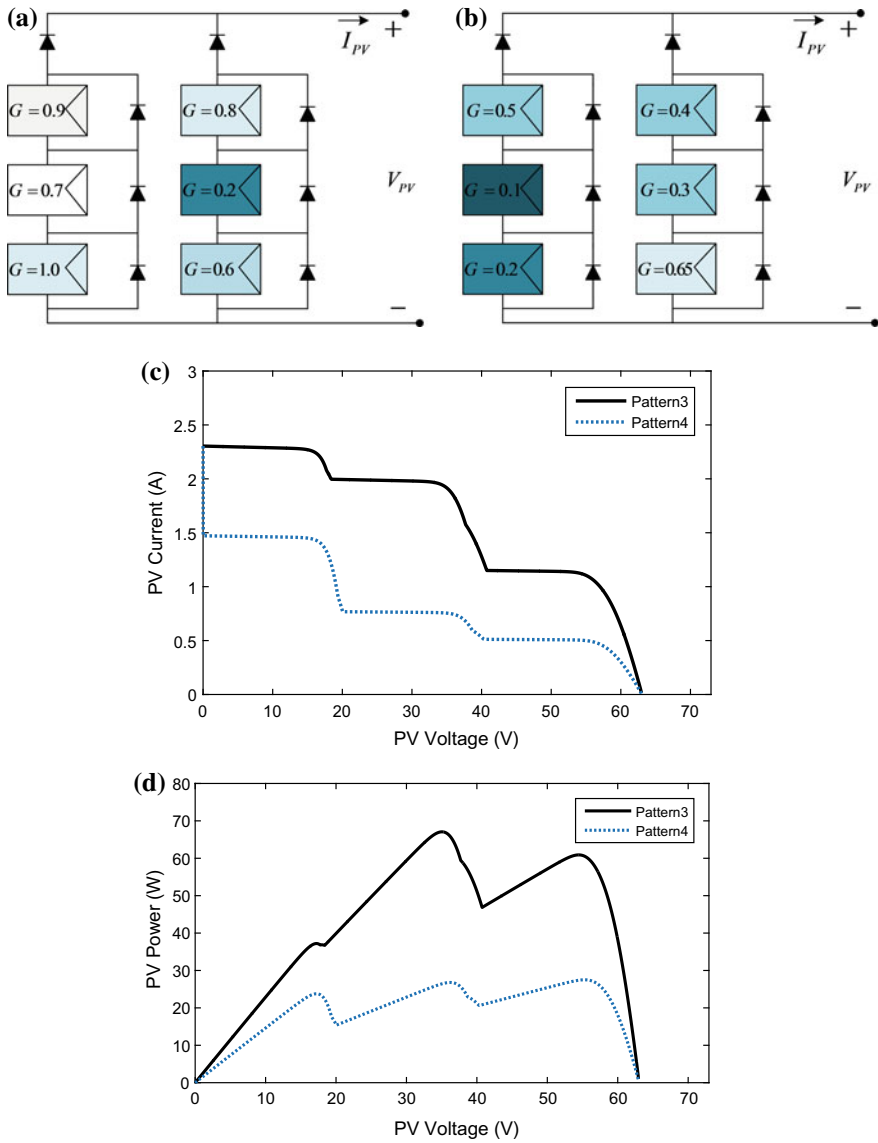 (a)
I_PV
+
G = 0.9
G = 0.8
G = 0.7
G = 0.2
V_PV
G = 1.0
G = 0.6
−
(b)
I_PV
+
G = 0.5
G = 0.4
G = 0.1
G = 0.3
V_PV
G = 0.2
G = 0.65
−
(c)
3
2.5
2
1.5
1
0.5
0
PV Current (A)
Pattern3
Pattern4
0 10 20 30 40 50 60 70
PV Voltage (V)
(d)
80
70
60
50
40
30
20
10
0
PV Power (W)
Pattern3
Pattern4
0 10 20 30 40 50 60 70
PV Voltage (V)